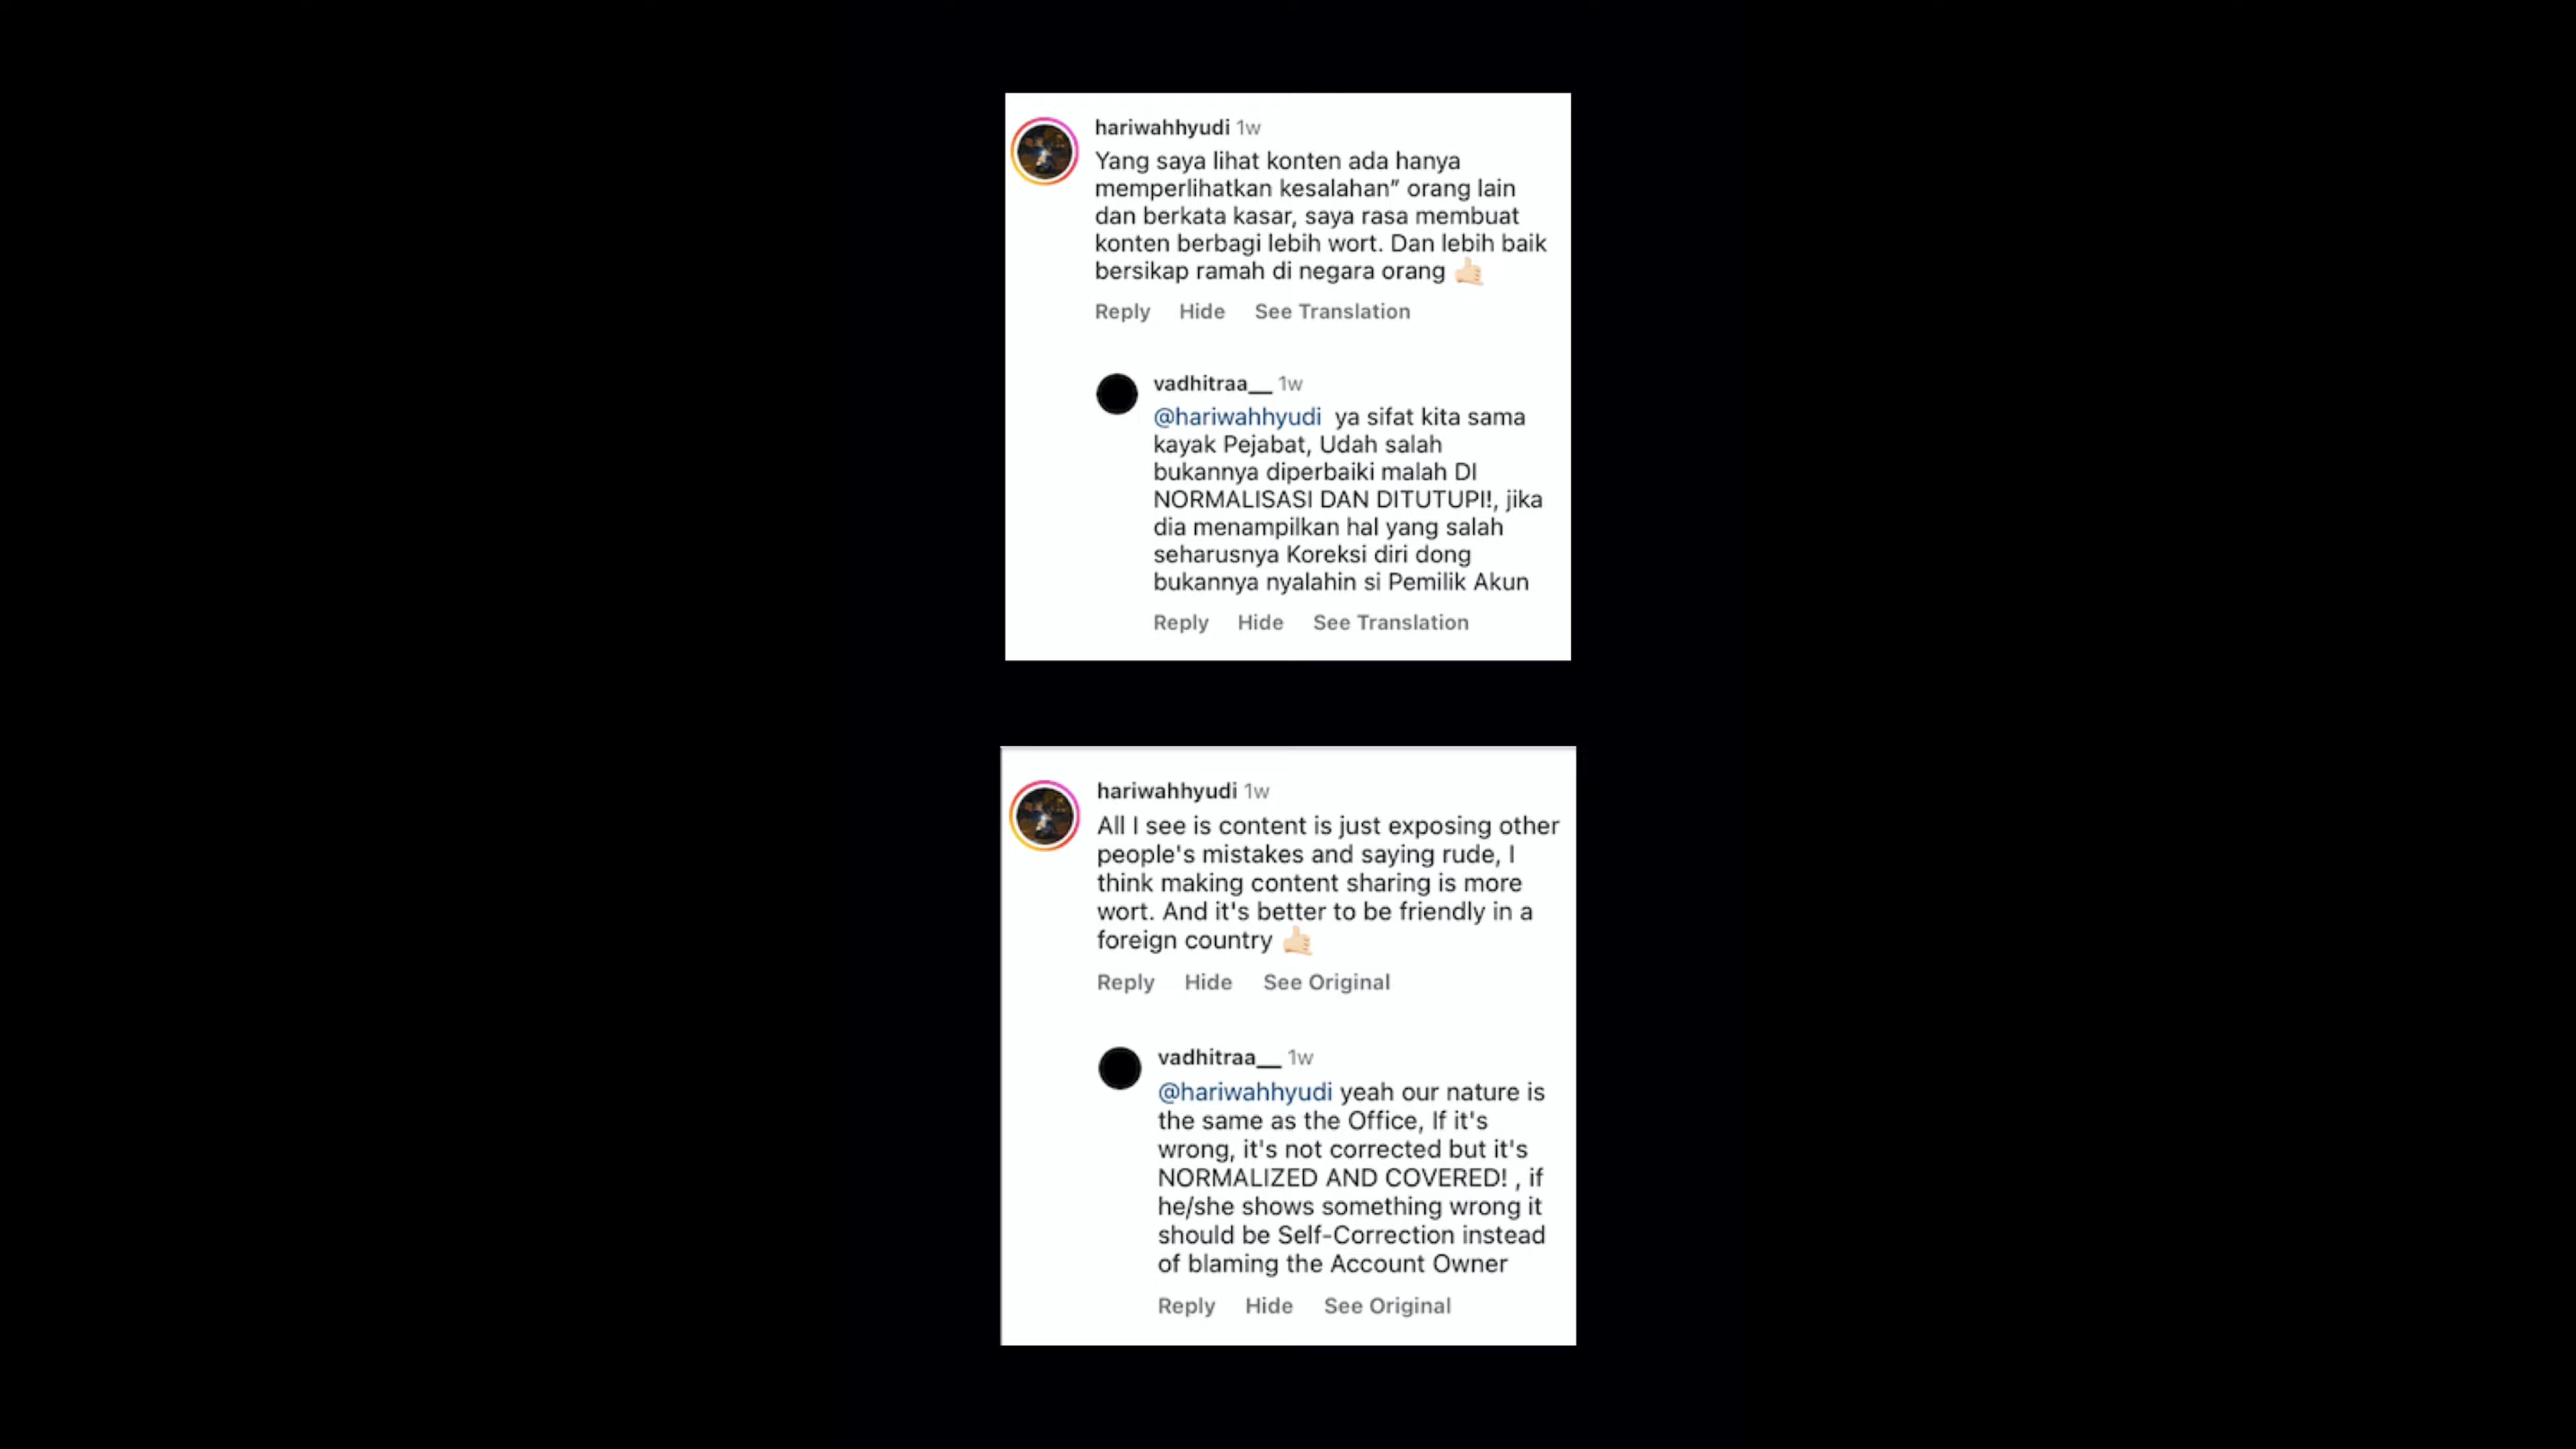 hariwahhyudi 1w
Yang saya lihat konten ada hanya
memperlihatkan kesalahan” orang lain
dan berkata kasar, saya rasa membuat
konten berbagi lebih wort. Dan lebih baik
bersikap ramah di negara orang 🤙🏻
Reply Hide See Translation
vadhitraa__ 1w
@hariwahhyudi ya sifat kita sama
kayak Pejabat, Udah salah
bukannya diperbaiki malah DI
NORMALISASI DAN DITUTUPI!, jika
dia menampilkan hal yang salah
seharusnya Koreksi diri dong
bukannya nyalahin si Pemilik Akun
Reply Hide See Translation
hariwahhyudi 1w
All I see is content is just exposing other
people's mistakes and saying rude, I
think making content sharing is more
wort. And it's better to be friendly in a
foreign country 🤙🏻
Reply Hide See Original
vadhitraa__ 1w
@hariwahhyudi yeah our nature is
the same as the Office, If it's
wrong, it's not corrected but it's
NORMALIZED AND COVERED! , if
he/she shows something wrong it
should be Self-Correction instead
of blaming the Account Owner
Reply Hide See Original